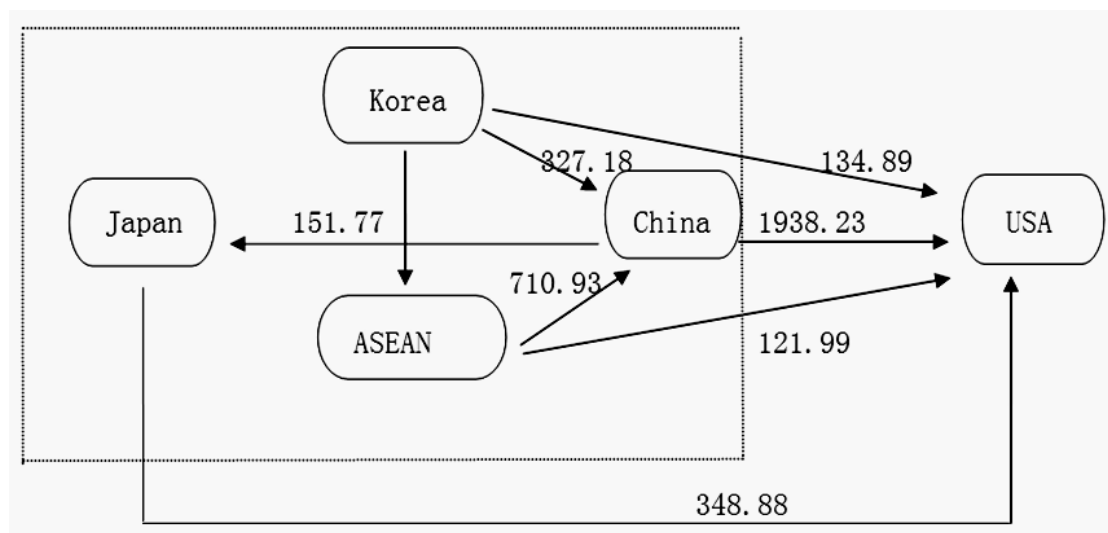 Korea
327.18
134.89
Japan
151.77
China
1938.23
USA
710.93
ASEAN
121.99
348.88